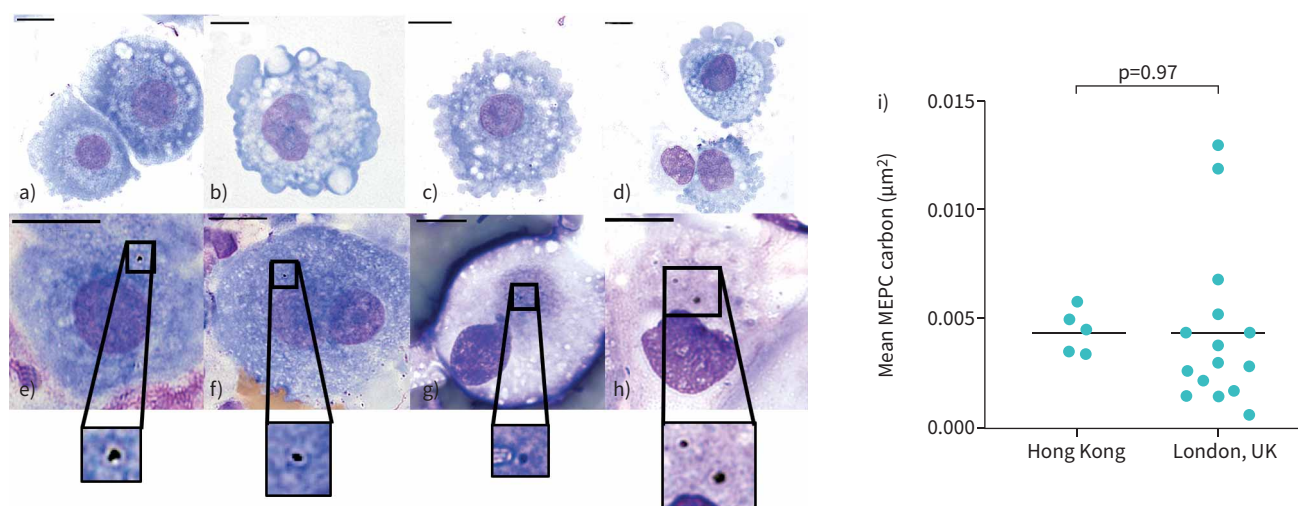 a)
b)
c)
d)
e)
f)
g)
h)
i)
p=0.97
Mean MEPC carbon (µm²)
0.015
0.010
0.005
0.000
Hong Kong
London, UK